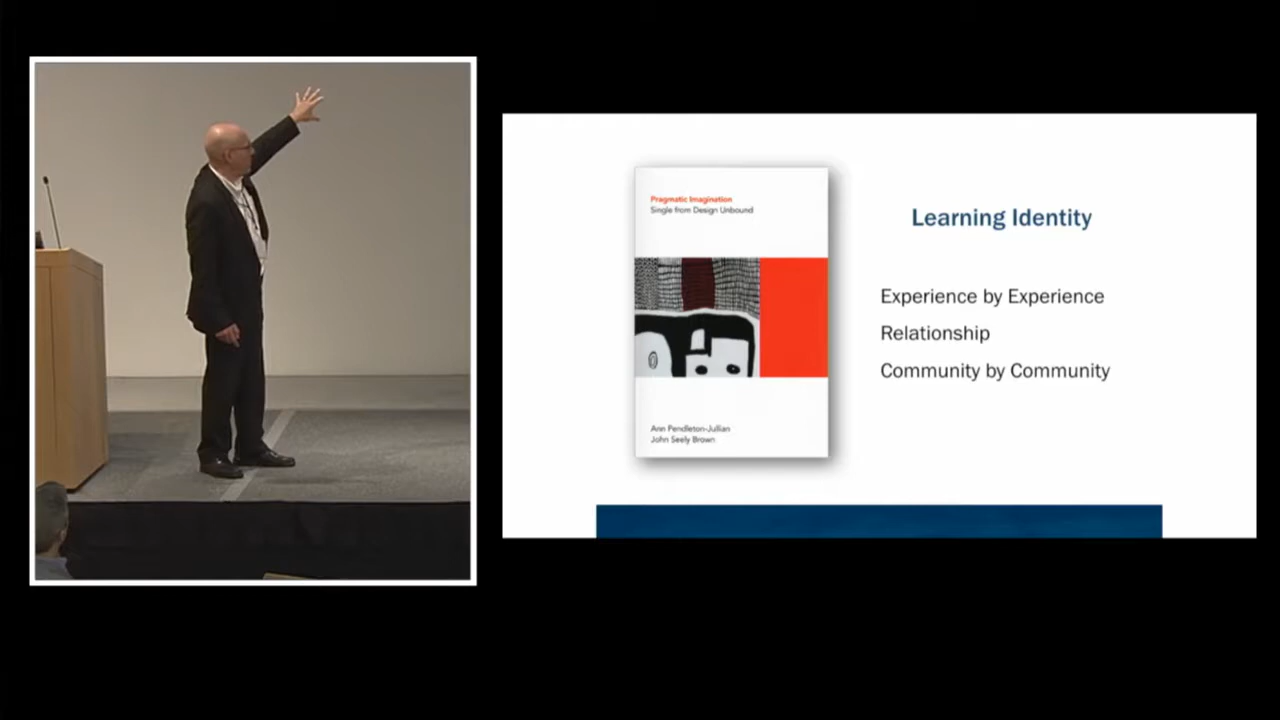 Pragmatic Imagination
Single from Design Unbound
Ann Pendleton-Jullian
John Seely Brown
Learning Identity
Experience by Experience
Relationship
Community by Community